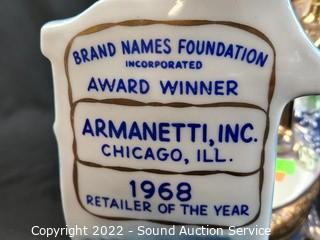 BRAND NAMES FOUNDATION
INCORPORATED
AWARD WINNER
ARMANETTI, INC.
CHICAGO, ILL.
1968
RETAILER OF THE YEAR
Copyright 2022 - Sound Auction Service